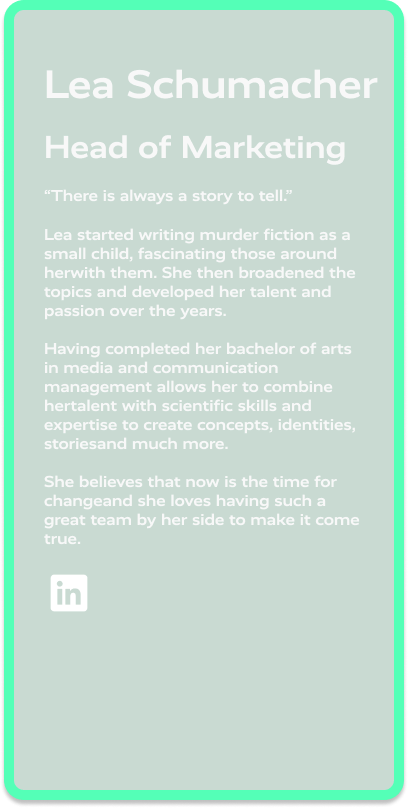 Lea Schumacher
Head of Marketing
“There is always a story to tell.”
Lea started writing murder fiction as a
small child, fascinating those around
herwith them. She then broadened the
topics and developed her talent and
passion over the years.
Having completed her bachelor of arts
in media and communication
management allows her to combine
hertalent with scientific skills and
expertise to create concepts, identities,
storiesand much more.
She believes that now is the time for
changeand she loves having such a
great team by her side to make it come
true.
in